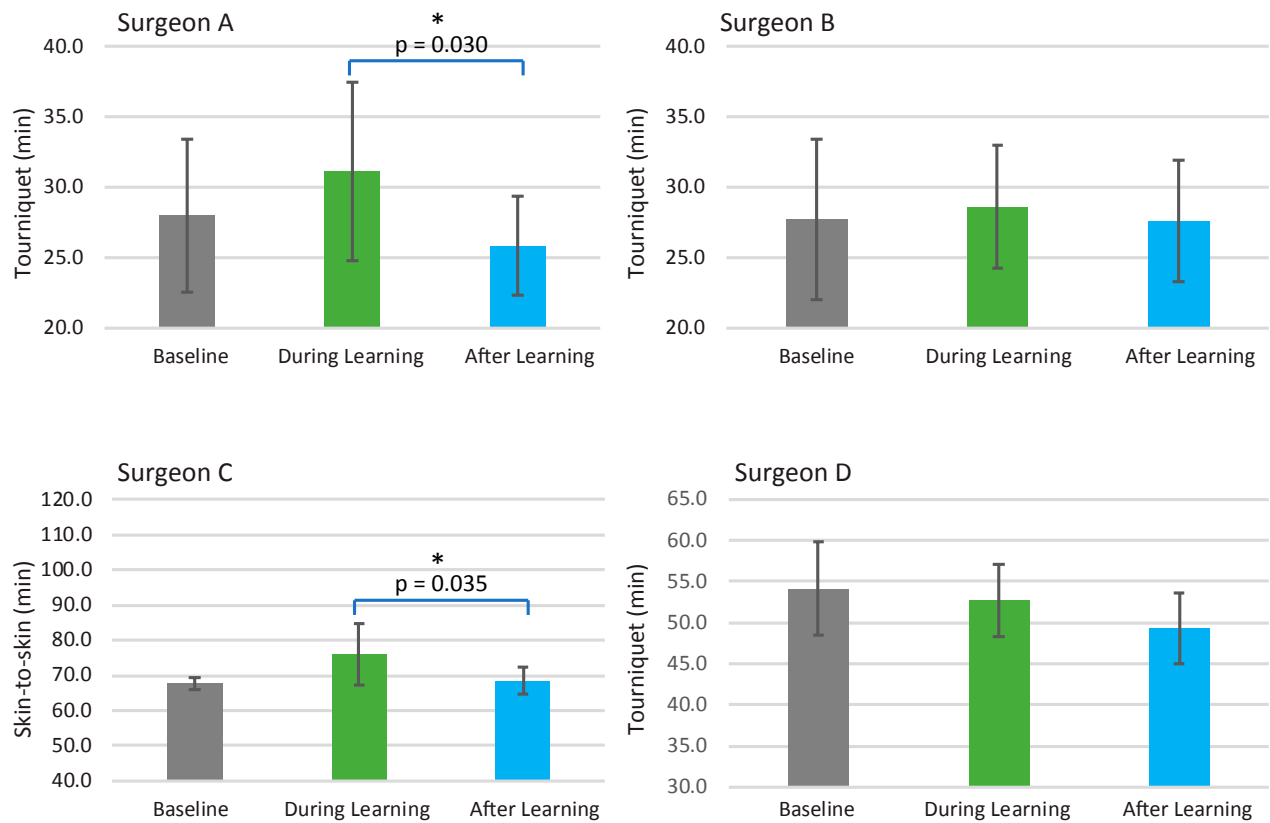 Surgeon A
*
p = 0.030
40.0
35.0
30.0
25.0
20.0
Tourniquet (min)
Baseline
During Learning
After Learning
Surgeon B
40.0
35.0
30.0
25.0
20.0
Tourniquet (min)
Baseline
During Learning
After Learning
Surgeon C
*
p = 0.035
120.0
110.0
100.0
90.0
80.0
70.0
60.0
50.0
40.0
Skin-to-skin (min)
Baseline
During Learning
After Learning
Surgeon D
65.0
60.0
55.0
50.0
45.0
40.0
35.0
30.0
Tourniquet (min)
Baseline
During Learning
After Learning